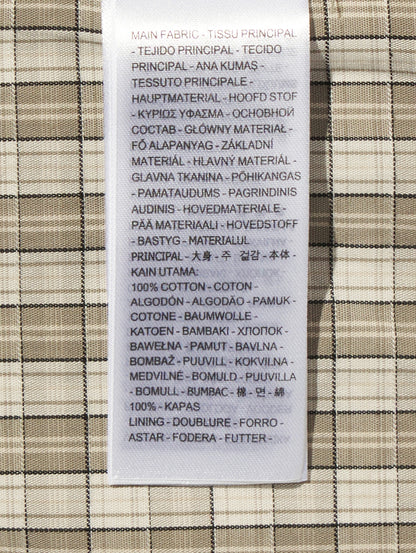 MAIN FABRIC - TISSU PRINCIPAL
- TEJIDO PRINCIPAL - TECIDO
PRINCIPAL - ANA KUMAŞ -
TESSUTO PRINCIPALE -
HAUPTMATERIAL - HOOFD STOF
- ΚΥΡΙΩΣ ΥΦΑΣΜΑ - ОСНОВНОЙ
СОСТАВ - GŁÓWNY MATERIAŁ -
FŐ ALAPANYAG - ZÁKLADNÍ
MATERIÁL - HLAVNÝ MATERIÁL -
GLAVNA TKANINA - PÕHIKANGAS
- PAMATAUDUMS - PAGRINDINIS
AUDINIS - HOVEDMATERIALE -
PÄÄ MATERIAALI - HOVEDSTOFF
- BASTYG - MATERIALUL
PRINCIPAL - 大身 - 주 걸감 - 本体 -
KAIN UTAMA:
100% COTTON - COTON -
ALGODÓN - ALGODÃO - PAMUK -
COTONE - BAUMWOLLE -
KATOEN - ΒΑΜΒΑΚΙ - ХЛОПОК -
BAWEŁNA - PAMUT - BAVLNA -
BOMBAŽ - PUUVILL - KOKVILNA -
MEDVILNĖ - BOMULD - PUUVILLA
- BOMULL - BUMBAC - 棉 - 면 - 綿
100% - KAPAS
LINING - DOUBLURE - FORRO -
ASTAR - FODERA - FUTTER -